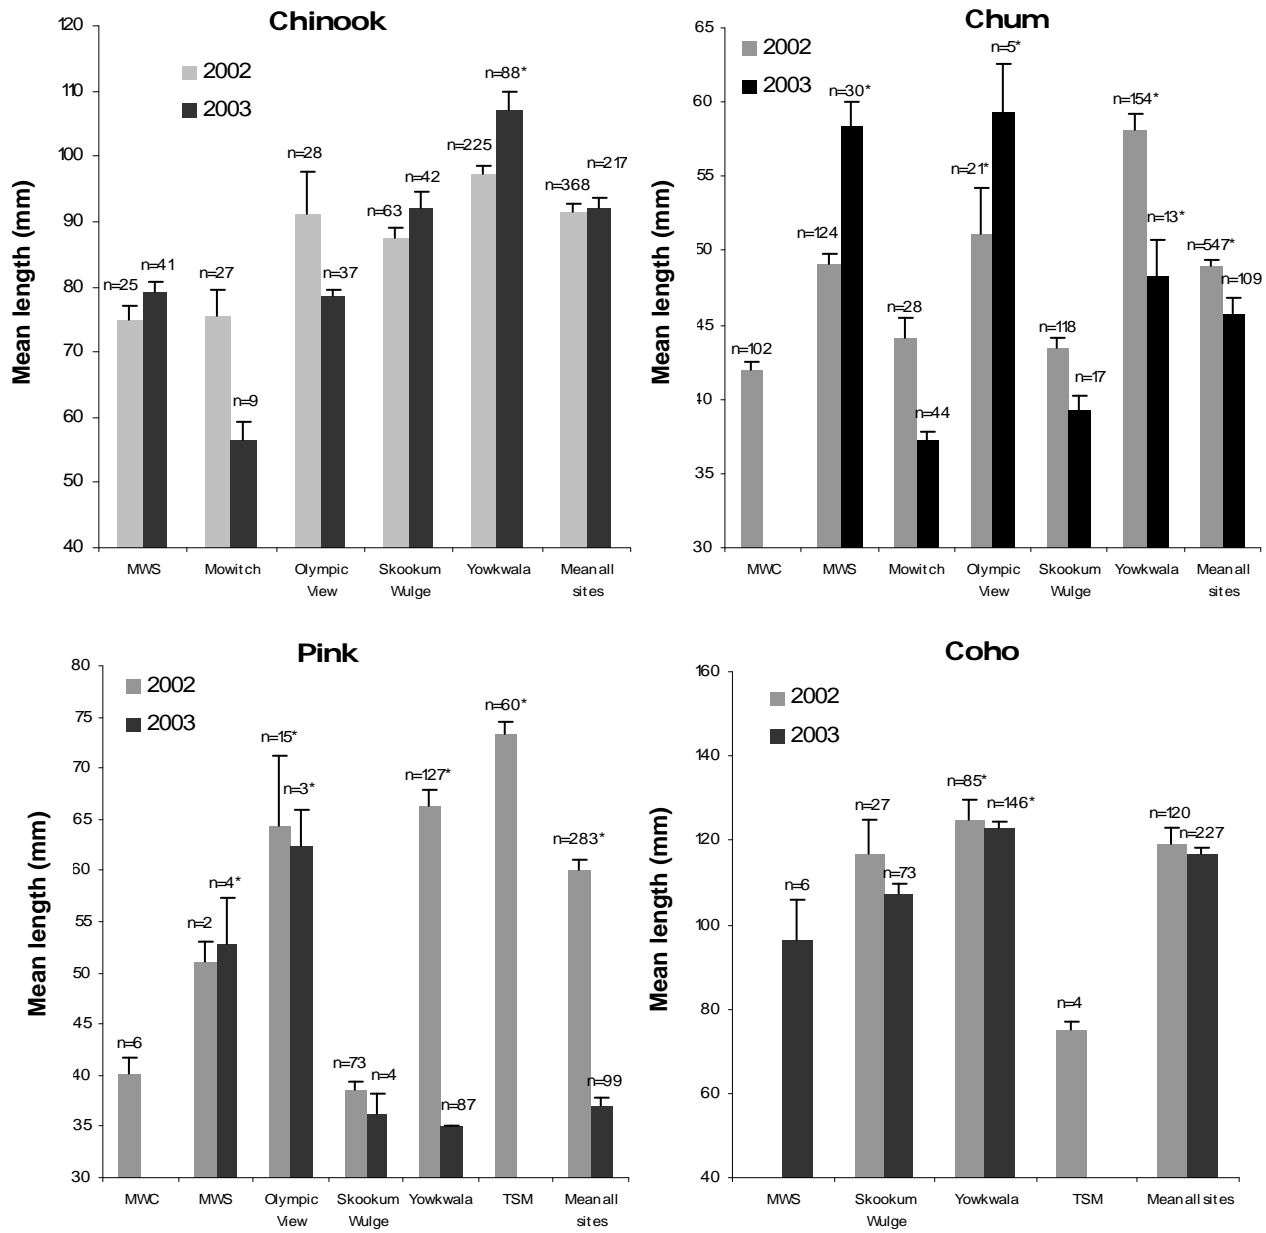 Chinook
2002
2003
Mean length (mm)
120
110
100
90
80
70
60
50
40
n=25
n=41
n=27
n=9
n=28
n=37
n=63
n=42
n=225
n=88*
n=368
n=217
MWS
Mowitch
Olympic
View
Skookum
Wulge
Yowkwala
Mean all
sites
Chum
2002
2003
Mean length (mm)
65
60
55
50
45
40
35
30
n=102
n=124
n=30*
n=28
n=44
n=21*
n=5*
n=118
n=17
n=154*
n=13*
n=547*
n=109
MWC
MWS
Mowitch
Olympic
View
Skookum
Wulge
Yowkwala
Mean all
sites
Pink
2002
2003
Mean length (mm)
80
75
70
65
60
55
50
45
40
35
30
n=6
n=2
n=4*
n=15*
n=3*
n=73
n=4
n=127*
n=87
n=60*
n=283*
n=99
MWC
MWS
Olympic
View
Skookum
Wulge
Yowkwala
TSM
Mean all
sites
Coho
2002
2003
Mean length (mm)
160
140
120
100
80
60
40
n=6
n=27
n=73
n=85*
n=146*
n=4
n=120
n=227
MWS
Skookum
Wulge
Yowkwala
TSM
Mean all sites